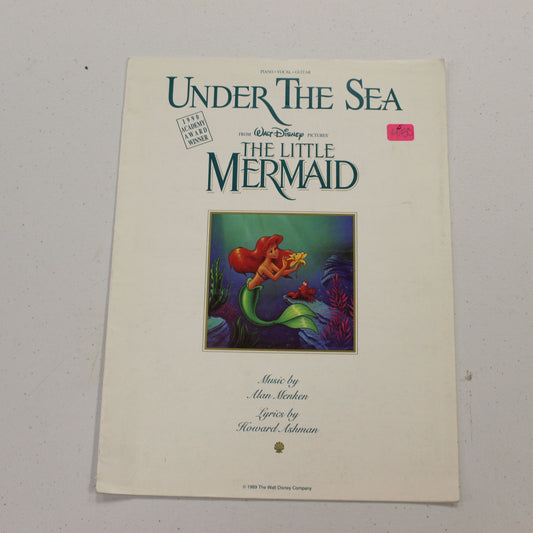 PIANO • VOCAL • GUITAR
UNDER THE SEA
1990
ACADEMY
AWARD
WINNER
FROM WALT DISNEY PICTURES'
THE LITTLE
MERMAID
Music by
Alan Menken
Lyrics by
Howard Ashman
© 1989 The Walt Disney Company